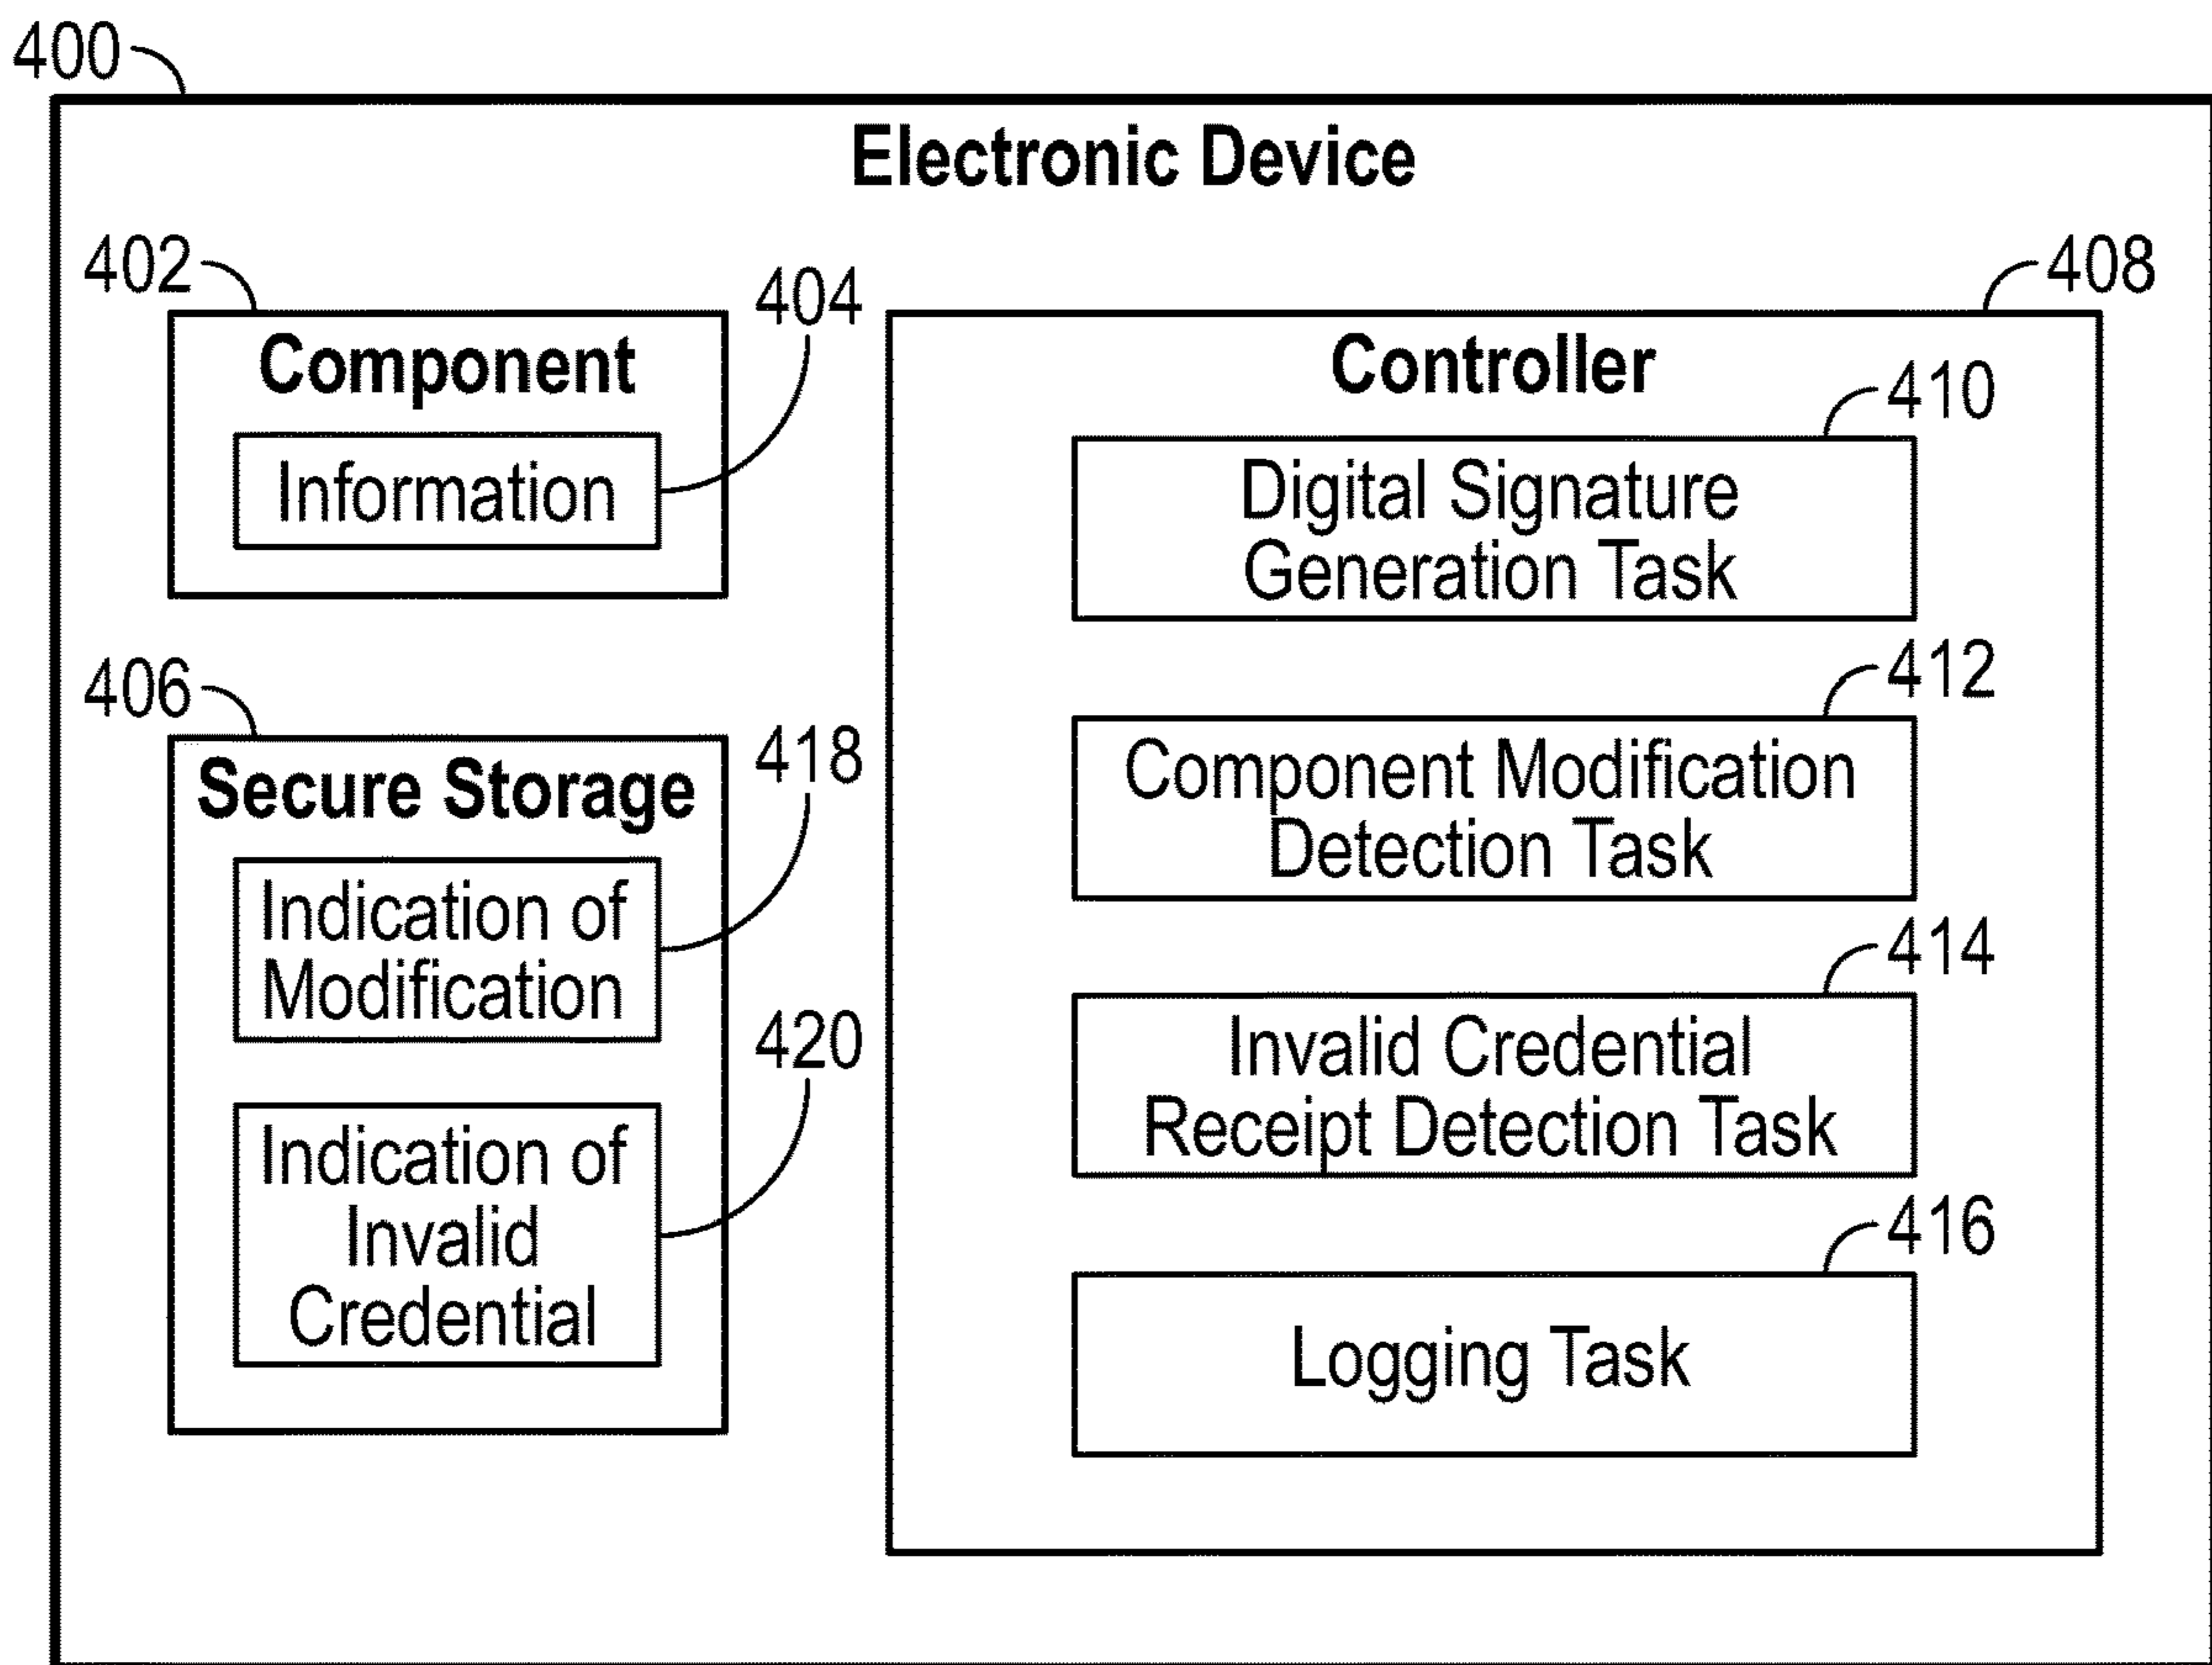 400
Electronic Device
402
Component
404
Information
406
Secure Storage
418
Indication of
Modification
420
Indication of
Invalid
Credential
408
Controller
410
Digital Signature
Generation Task
412
Component Modification
Detection Task
414
Invalid Credential
Receipt Detection Task
416
Logging Task